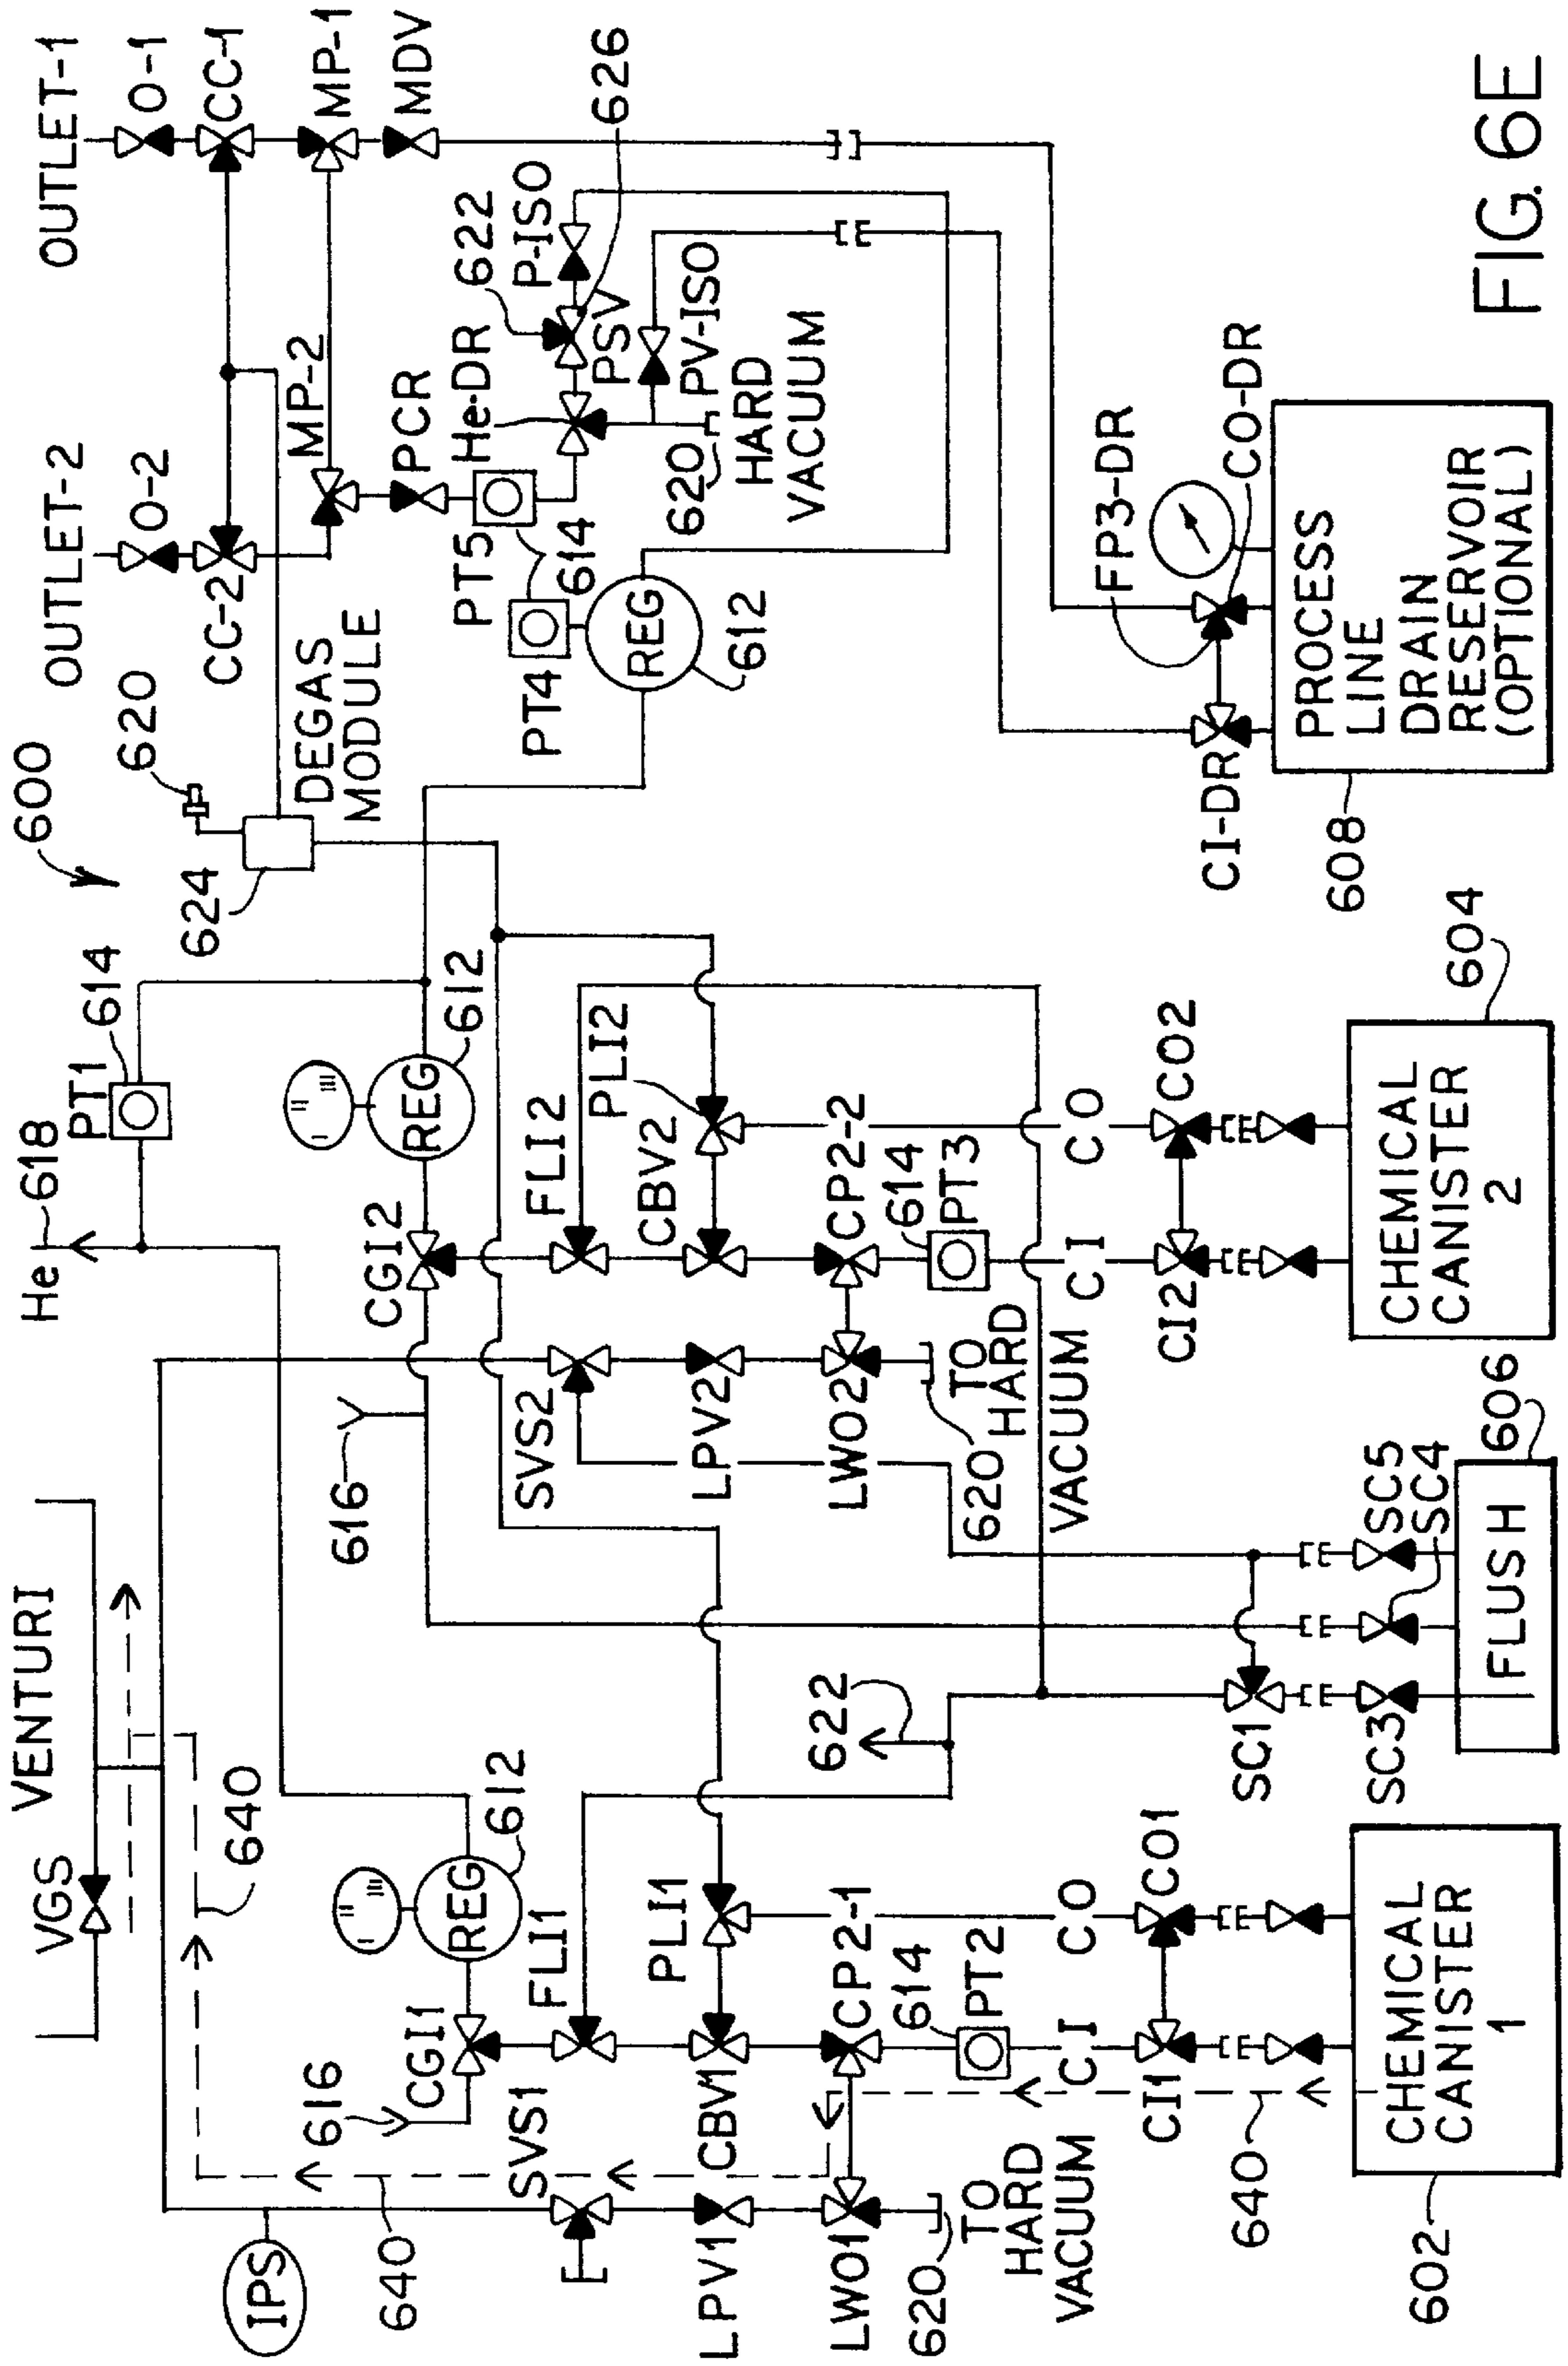 FIG. 6E
600
VENTURI
VGS
640
IPS
640
He
618
PT1
614
620
624
DEGAS
MODULE
OUTLET-2
O-2
CC-2
MP-2
PCR
PT5
614
PT4
REG
612
OUTLET-1
O-1
CC-1
MP-1
MDV
He-DR
622
P-ISO
PSV
626
PV-ISO
620
HARD
VACUUM
616
CGI1
REG
612
SVS1
FLI1
CBV1
PLI1
LPV1
CP2-1
LWO1
614
PT2
620
TO
HARD
VACUUM
CI
CO
CI1
CO1
640
CHEMICAL
CANISTER
1
602
622
SC1
SC3
SC5
SC4
FLUSH
606
616
CGI2
REG
612
SVS2
FLI2
CBV2
PLI2
LPV2
CP2-2
LWO2
614
PT3
620
TO
HARD
VACUUM
CI
CO
CI2
CO2
CHEMICAL
CANISTER
2
604
FP3-DR
CO-DR
CI-DR
PROCESS
LINE
DRAIN
RESERVOIR
(OPTIONAL)
608